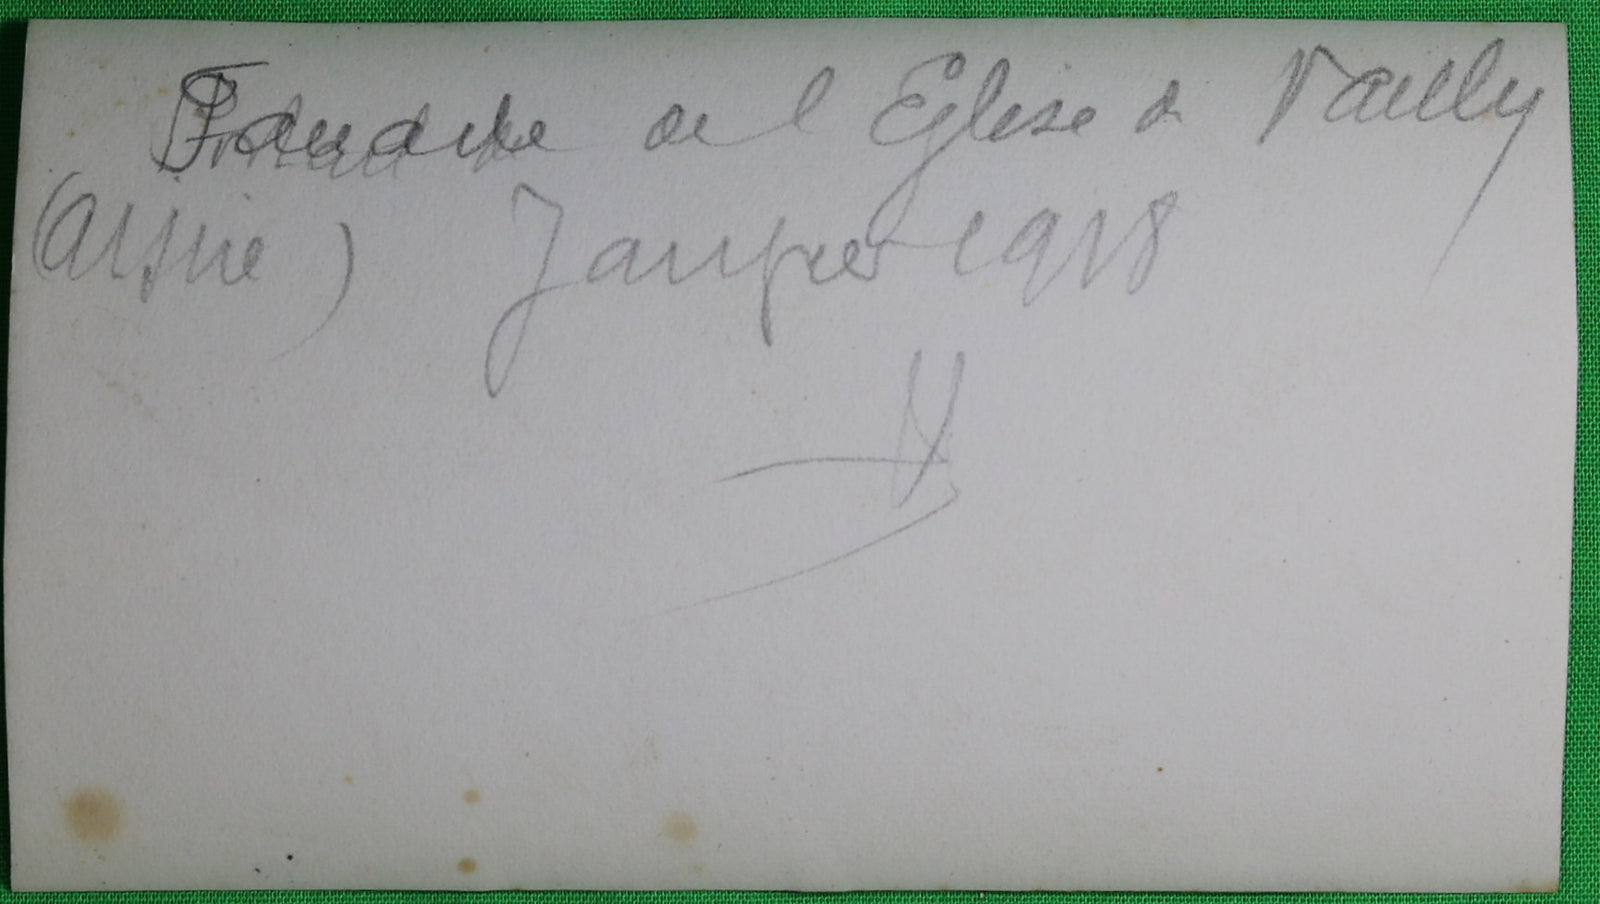 de l Eglise de Vailly
(Aisne) Janvier 1918